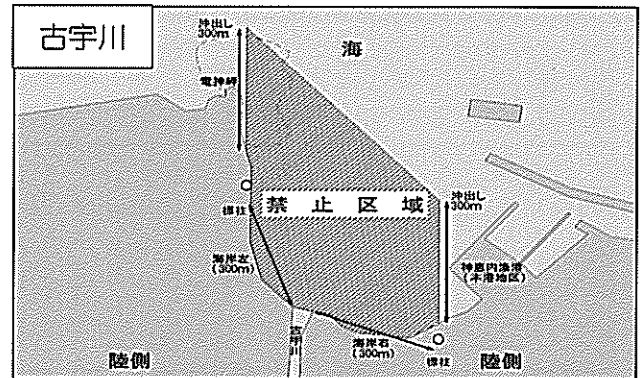 古宇川
沖出し
300m
海
竜神岬
沖出し
300m
禁止区域
標柱
海岸左
(300m)
神恵内漁港
(本港地区)
古宇川
海岸右
(300m)
標柱
陸側
陸側